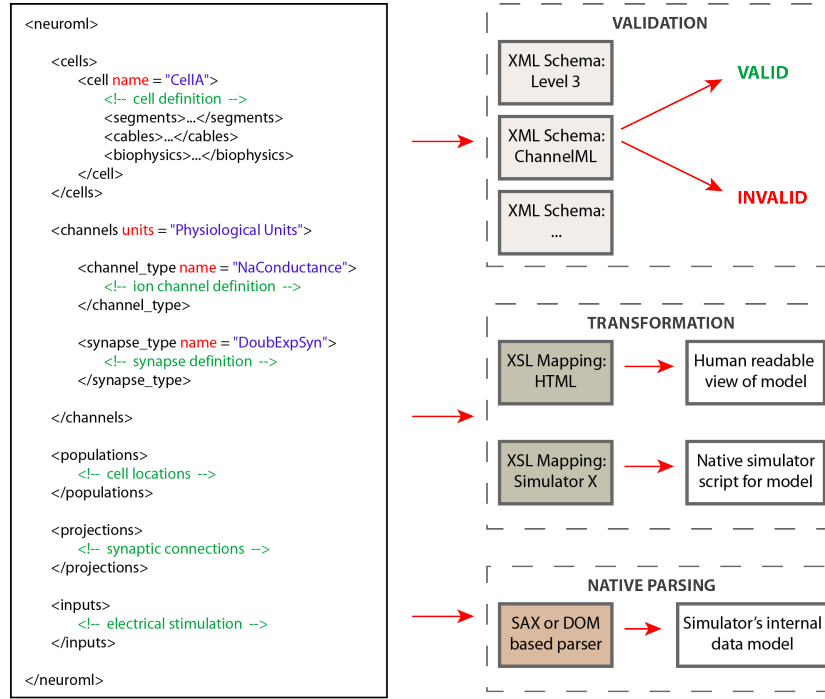 <neuroml>
<cells>
<cell name = "CellA">
<!-- cell definition -->
<segments>...</segments>
<cables>...</cables>
<biophysics>...</biophysics>
</cell>
</cells>
<channels units = "Physiological Units">
<channel_type name = "NaConductance">
<!-- ion channel definition -->
</channel_type>
<synapse_type name = "DoubExpSyn">
<!-- synapse definition -->
</synapse_type>
</channels>
<populations>
<!-- cell locations -->
</populations>
<projections>
<!-- synaptic connections -->
</projections>
<inputs>
<!-- electrical stimulation -->
</inputs>
</neuroml>
VALIDATION
XML Schema:
Level 3
XML Schema:
ChannelML
XML Schema:
...
VALID
INVALID
TRANSFORMATION
XSL Mapping:
HTML
Human readable
view of model
XSL Mapping:
Simulator X
Native simulator
script for model
NATIVE PARSING
SAX or DOM
based parser
Simulator's internal
data model